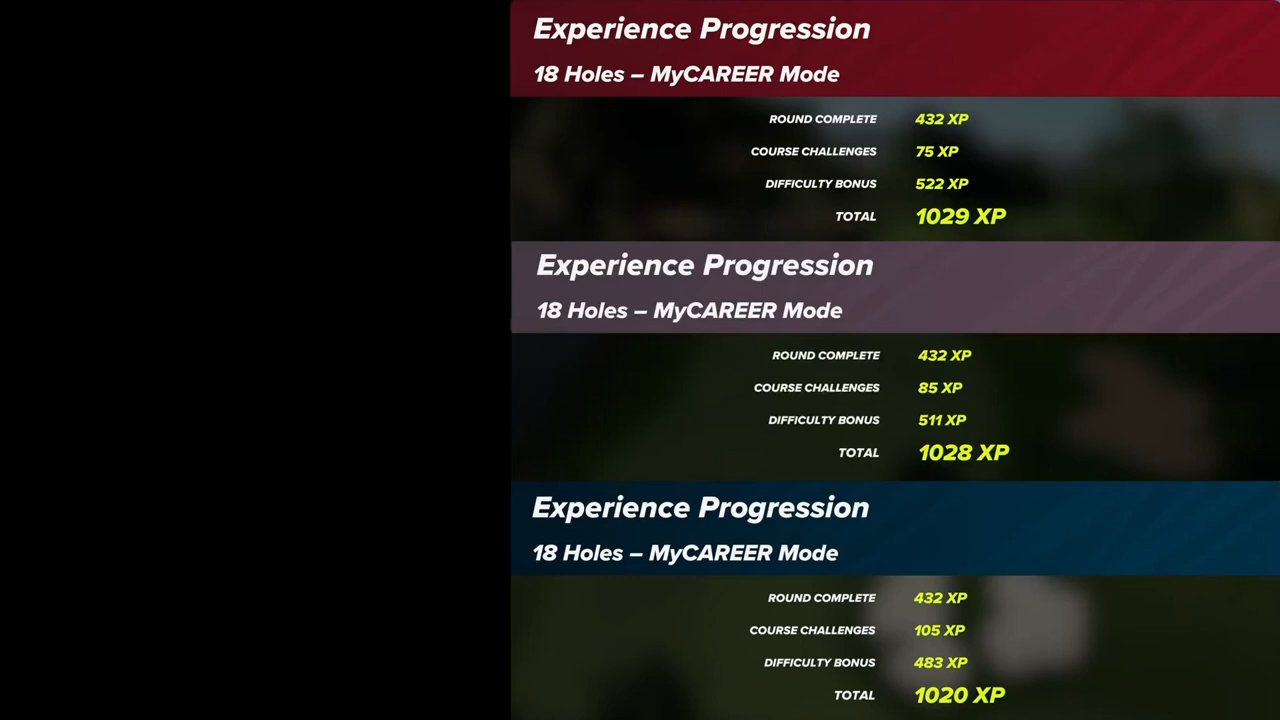 Experience Progression
18 Holes – MyCAREER Mode
ROUND COMPLETE 432 XP
COURSE CHALLENGES 75 XP
DIFFICULTY BONUS 522 XP
TOTAL 1029 XP
Experience Progression
18 Holes – MyCAREER Mode
ROUND COMPLETE 432 XP
COURSE CHALLENGES 85 XP
DIFFICULTY BONUS 511 XP
TOTAL 1028 XP
Experience Progression
18 Holes – MyCAREER Mode
ROUND COMPLETE 432 XP
COURSE CHALLENGES 105 XP
DIFFICULTY BONUS 483 XP
TOTAL 1020 XP